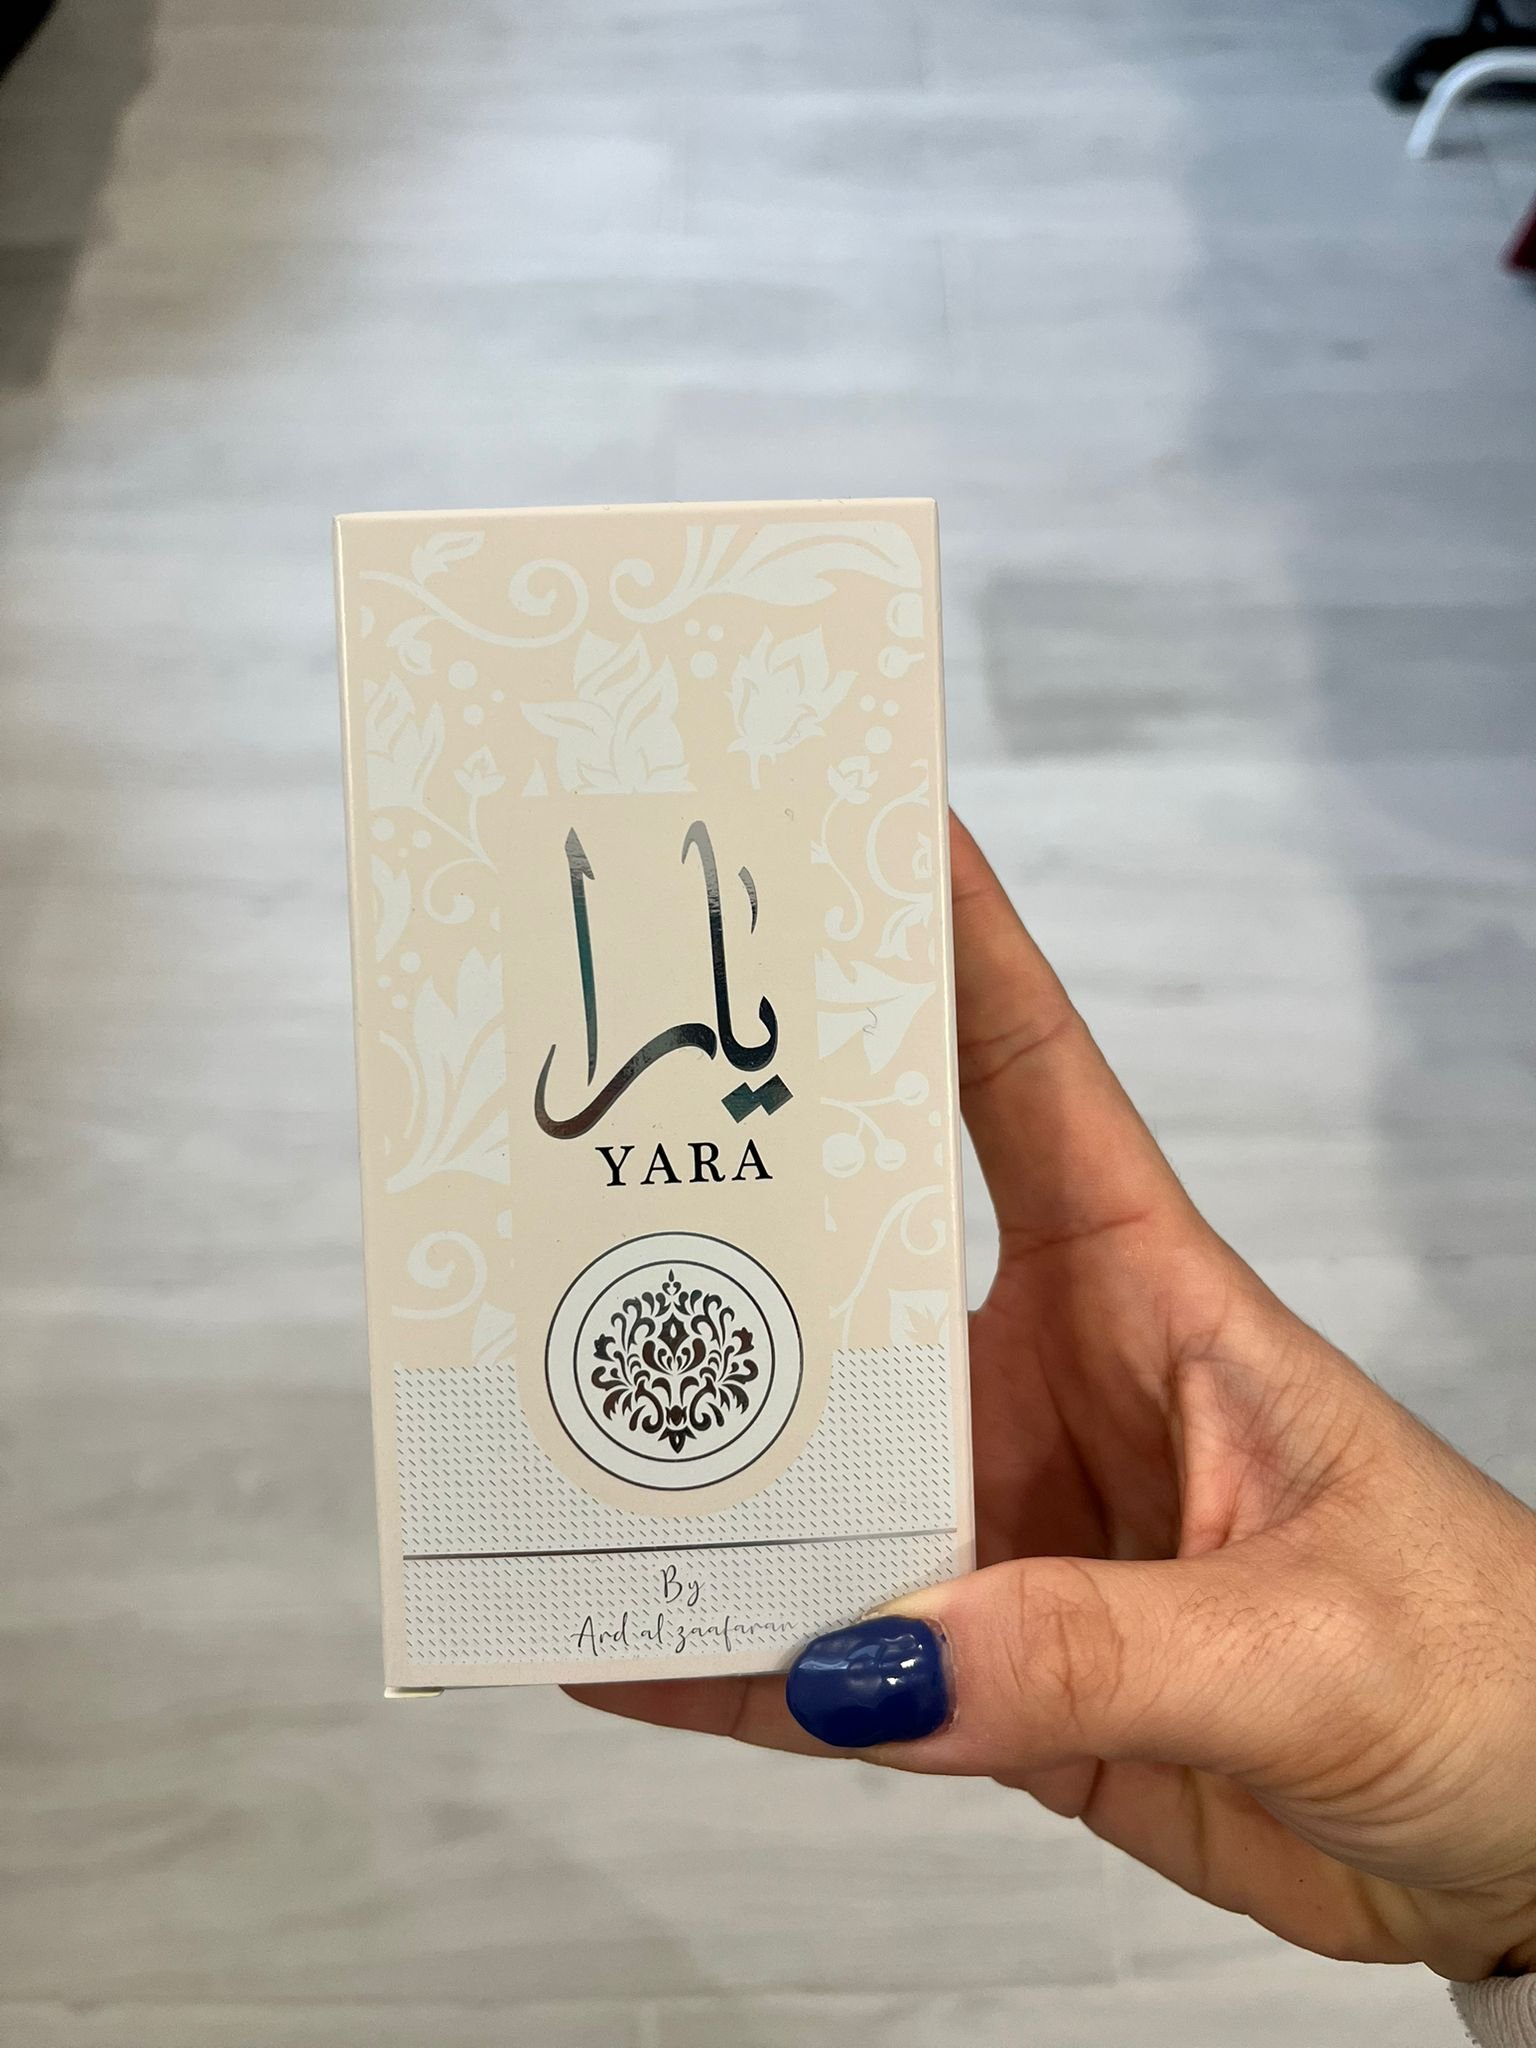 يارا
YARA
By
Ard al zaafaran